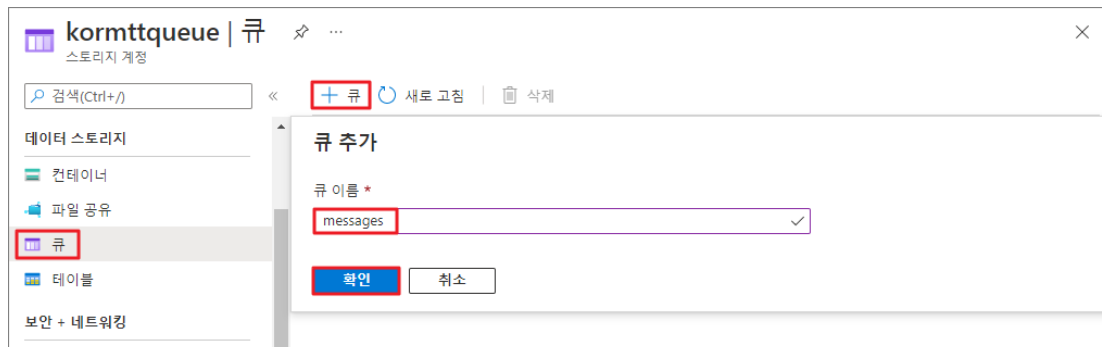 kormttqueue | 큐
스토리지 계정
검색(Ctrl+/)
+ 큐 새로 고침 삭제
데이터 스토리지
컨테이너
파일 공유
큐
테이블
보안 + 네트워킹
큐 추가
큐 이름 *
messages
확인 취소